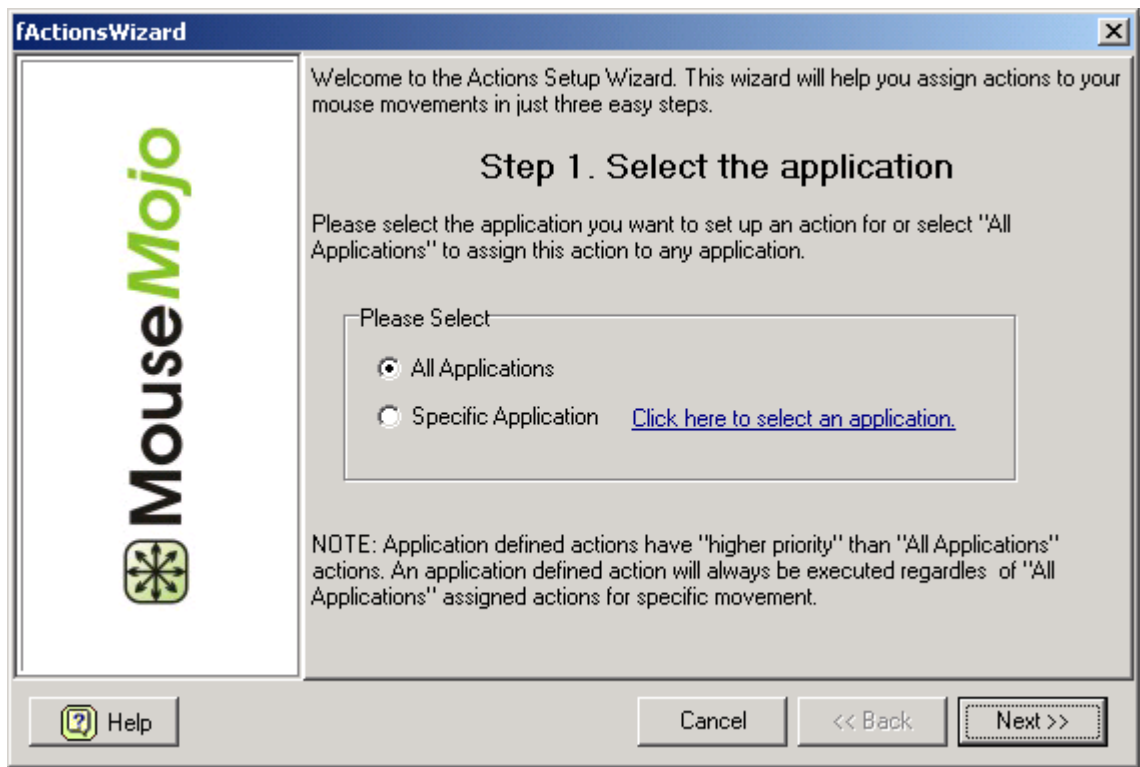 fActionsWizard
MouseMojo
Welcome to the Actions Setup Wizard. This wizard will help you assign actions to your
mouse movements in just three easy steps.
Step 1. Select the application
Please select the application you want to set up an action for or select "All
Applications" to assign this action to any application.
Please Select
All Applications
Specific Application Click here to select an application.
NOTE: Application defined actions have "higher priority" than "All Applications"
actions. An application defined action will always be executed regardles  of "All
Applications" assigned actions for specific movement.
Help Cancel << Back Next >>